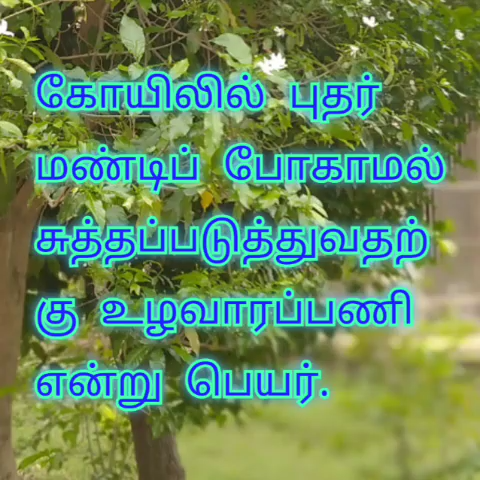 கோயிலில் புதர்
மண்டிப் போகாமல்
சுத்தப்படுத்துவதற்
கு உழவாரப்பணி
என்று பெயர்.